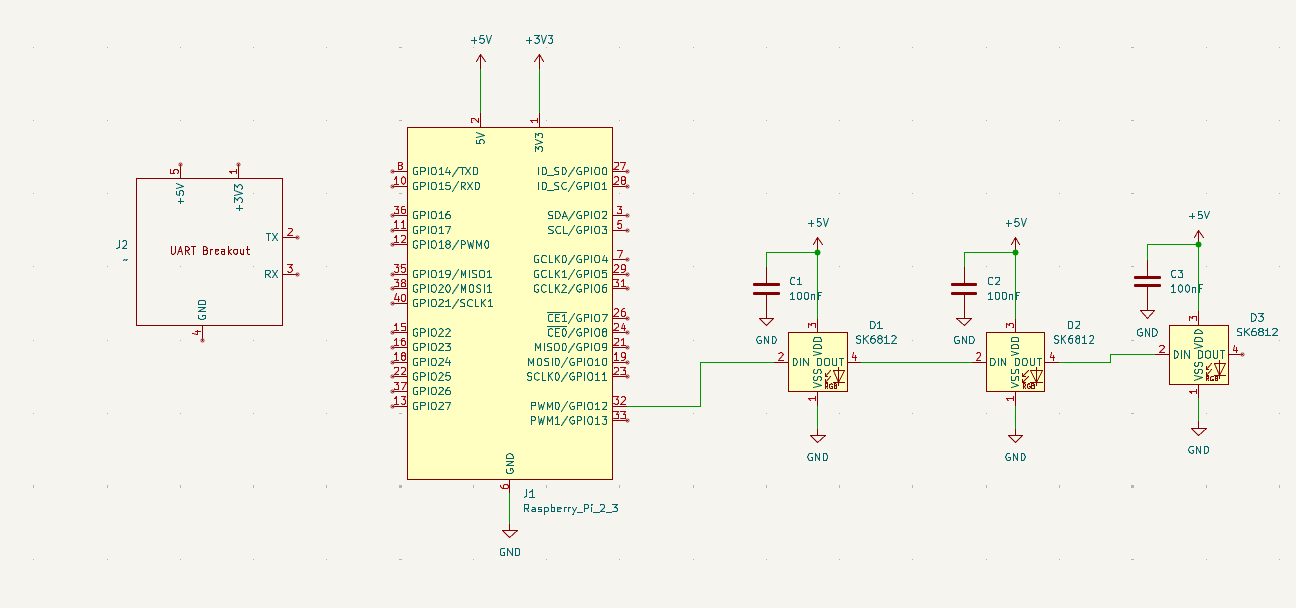 +5V
+3V3
2
1
5V
3V3
5
1
+5V
+3V3
J2
~
UART Breakout
TX
2
RX
3
GND
4
8
GPIO14/TXD
10
GPIO15/RXD
36
GPIO16
11
GPIO17
12
GPIO18/PWM0
35
GPIO19/MISO1
38
GPIO20/MOSI1
40
GPIO21/SCLK1
15
GPIO22
16
GPIO23
18
GPIO24
22
GPIO25
37
GPIO26
13
GPIO27
ID_SD/GPIO0
27
ID_SC/GPIO1
28
SDA/GPIO2
3
SCL/GPIO3
5
GCLK0/GPIO4
7
GCLK1/GPIO5
29
GCLK2/GPIO6
31
CE1/GPIO7
26
CE0/GPIO8
24
MISO0/GPIO9
21
MOSI0/GPIO10
19
SCLK0/GPIO11
23
PWM0/GPIO12
32
PWM1/GPIO13
33
GND
6
J1
Raspberry_Pi_2_3
GND
+5V
C1
100nF
GND
3
D1
SK6812
2
DIN
VDD
DOUT
4
VSS
RGB
1
GND
+5V
C2
100nF
GND
3
D2
SK6812
2
DIN
VDD
DOUT
4
VSS
RGB
1
GND
+5V
C3
100nF
GND
3
D3
SK6812
2
DIN
VDD
DOUT
4
VSS
RGB
1
GND